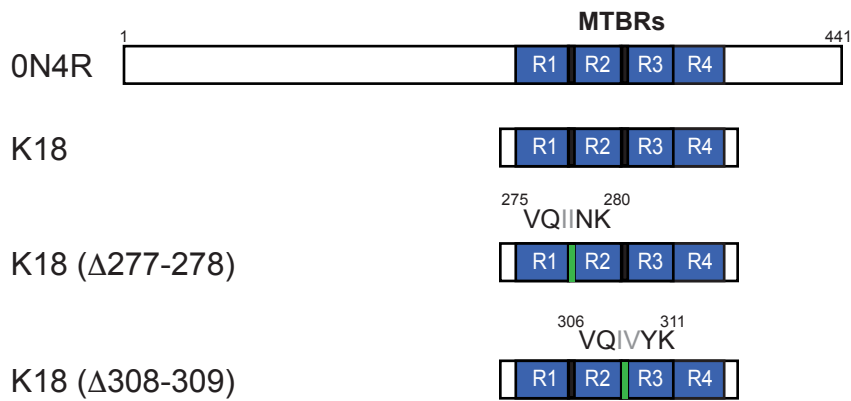 MTBRs
1 441
0N4R R1 R2 R3 R4
K18 R1 R2 R3 R4
275 280
VQIINK
K18 (Δ277-278) R1 R2 R3 R4
306 311
VQIVYK
K18 (Δ308-309) R1 R2 R3 R4